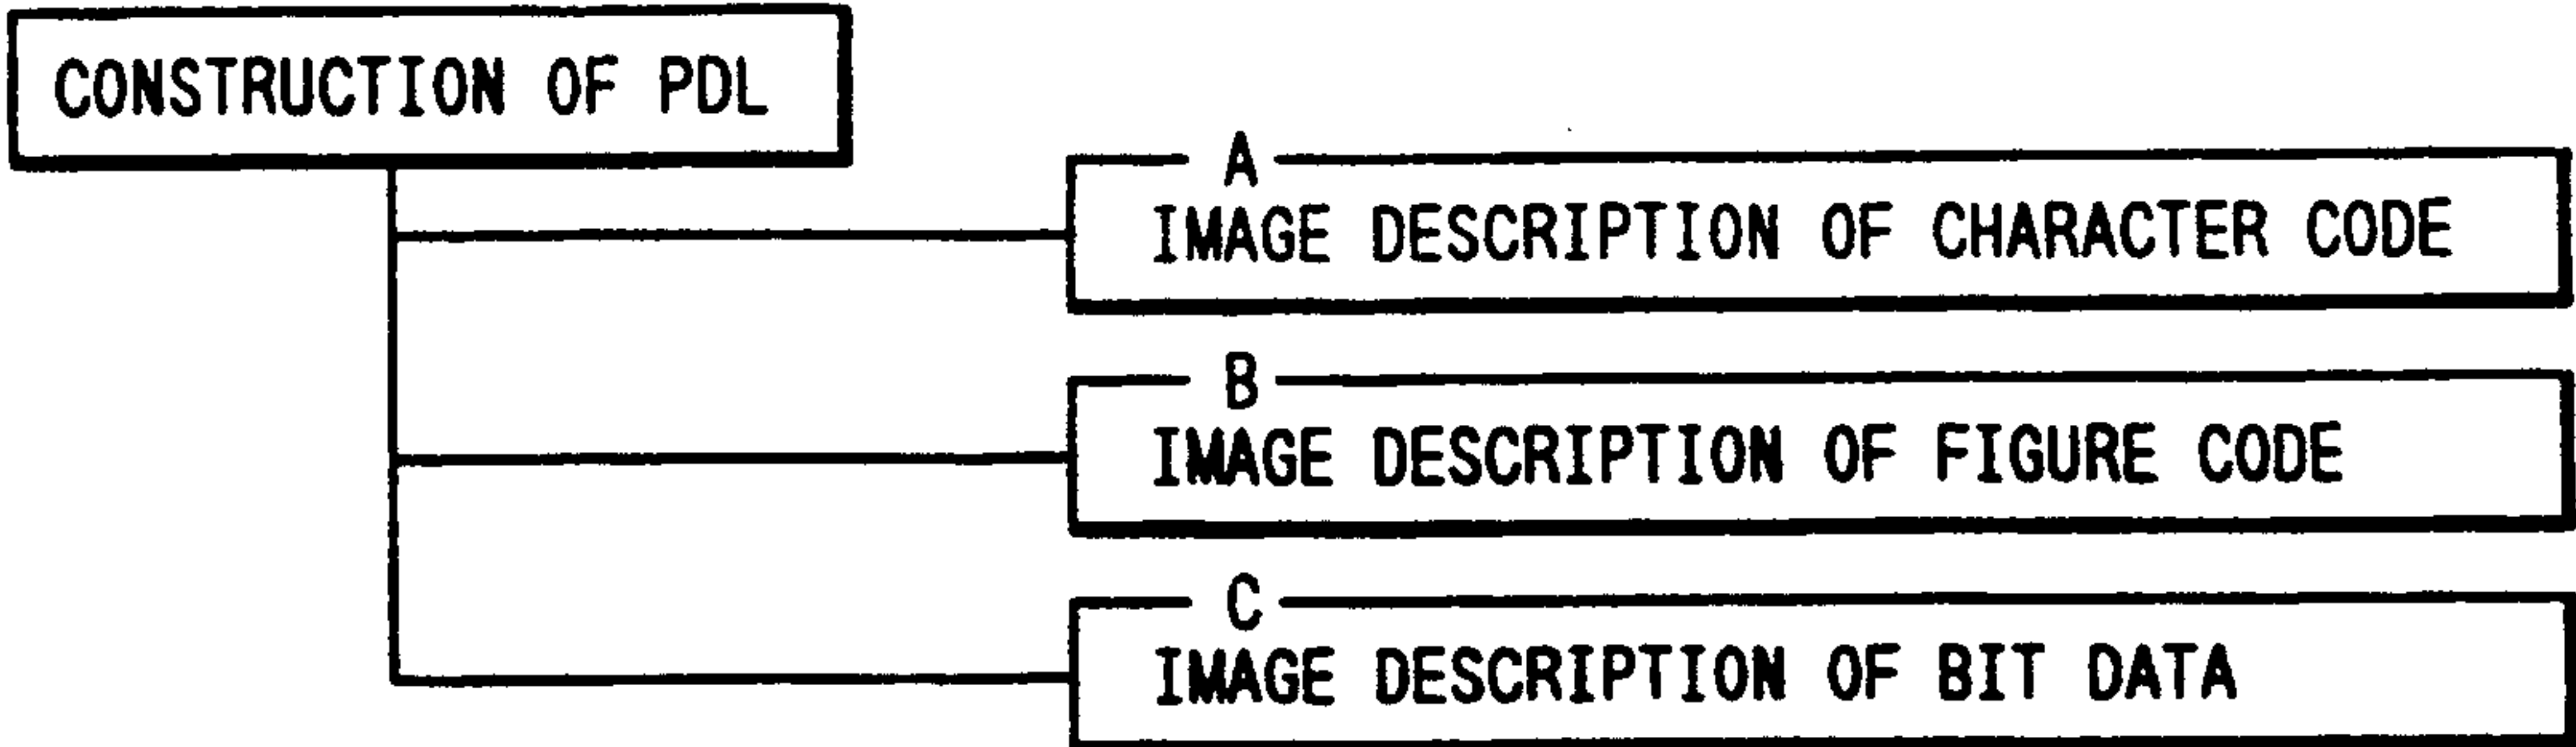 CONSTRUCTION OF PDL
A
IMAGE DESCRIPTION OF CHARACTER CODE
B
IMAGE DESCRIPTION OF FIGURE CODE
C
IMAGE DESCRIPTION OF BIT DATA